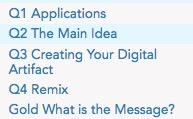 Q1 Applications
Q2 The Main Idea
Q3 Creating Your Digital
Artifact
Q4 Remix
Gold What is the Message?